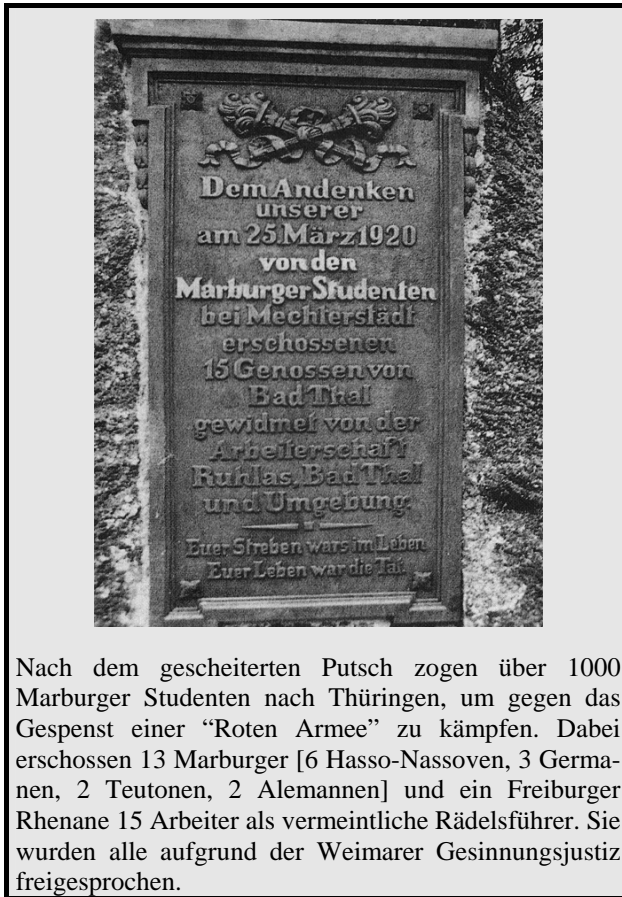 Dem Andenken
unserer
am 25.März1920
von den
Marburger Studenten
bei Mechterstädt
erschossenen
15 Genossen von
Bad Thal
gewidmet von der
Arbeiterschaft
Ruhlas, Bad Thal
und Umgebung.
Euer Streben wars im Leben
Euer Leben war die Tat.
Nach dem gescheiterten Putsch zogen über 1000
Marburger Studenten nach Thüringen, um gegen das
Gespenst einer “Roten Armee” zu kämpfen. Dabei
erschossen 13 Marburger [6 Hasso-Nassoven, 3 Germa-
nen, 2 Teutonen, 2 Alemannen] und ein Freiburger
Rhenane 15 Arbeiter als vermeintliche Rädelsführer. Sie
wurden alle aufgrund der Weimarer Gesinnungsjustiz
freigesprochen.